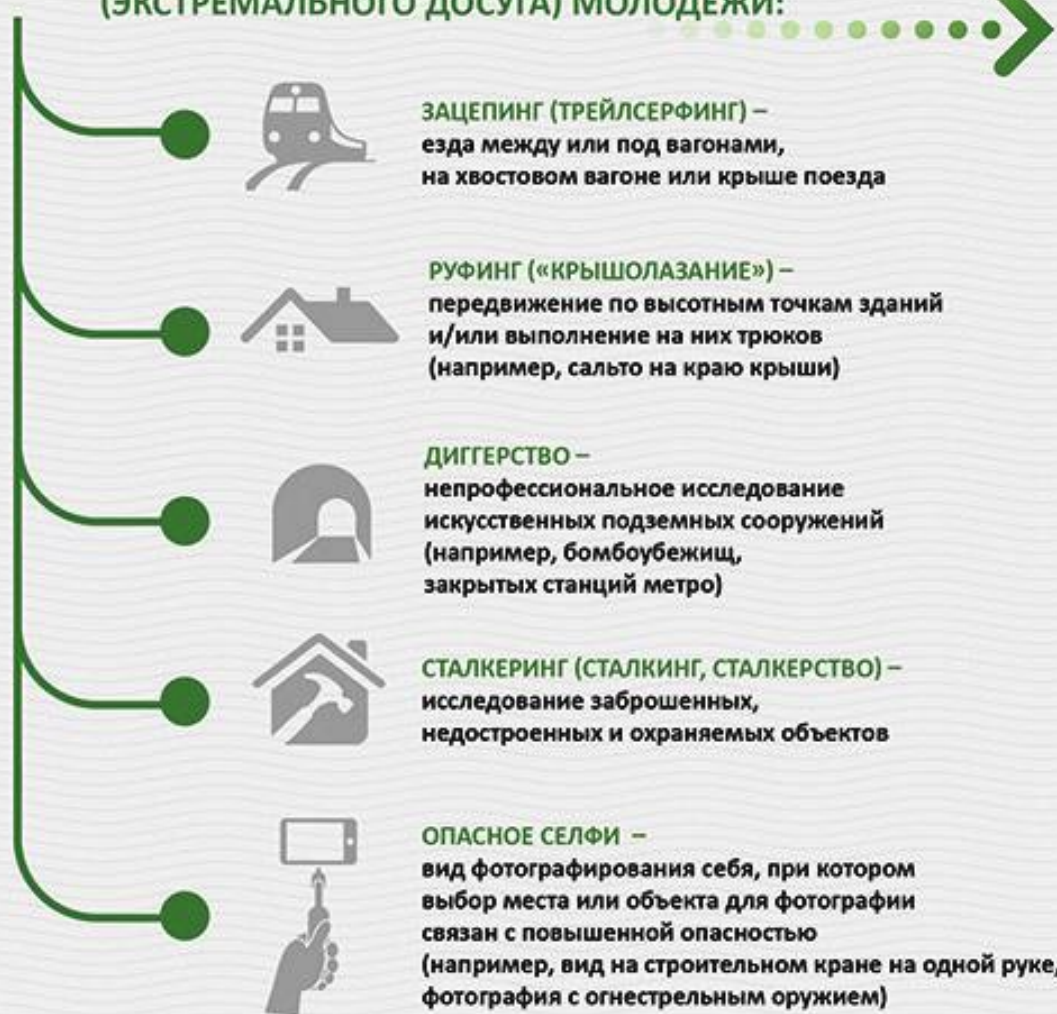 (ЭКСТРЕМАЛЬНОГО ДОСУГА) МОЛОДЕЖИ:
ЗАЦЕПИНГ (ТРЕЙЛСЕРФИНГ) –
езда между или под вагонами,
на хвостовом вагоне или крыше поезда
РУФИНГ («КРЫШОЛАЗАНИЕ») –
передвижение по высотным точкам зданий
и/или выполнение на них трюков
(например, сальто на краю крыши)
ДИГГЕРСТВО –
непрофессиональное исследование
искусственных подземных сооружений
(например, бомбоубежищ,
закрытых станций метро)
СТАЛКЕРИНГ (СТАЛКИНГ, СТАЛКЕРСТВО) –
исследование заброшенных,
недостроенных и охраняемых объектов
ОПАСНОЕ СЕЛФИ –
вид фотографирования себя, при котором
выбор места или объекта для фотографии
связан с повышенной опасностью
(например, вид на строительном кране на одной руке,
фотография с огнестрельным оружием)